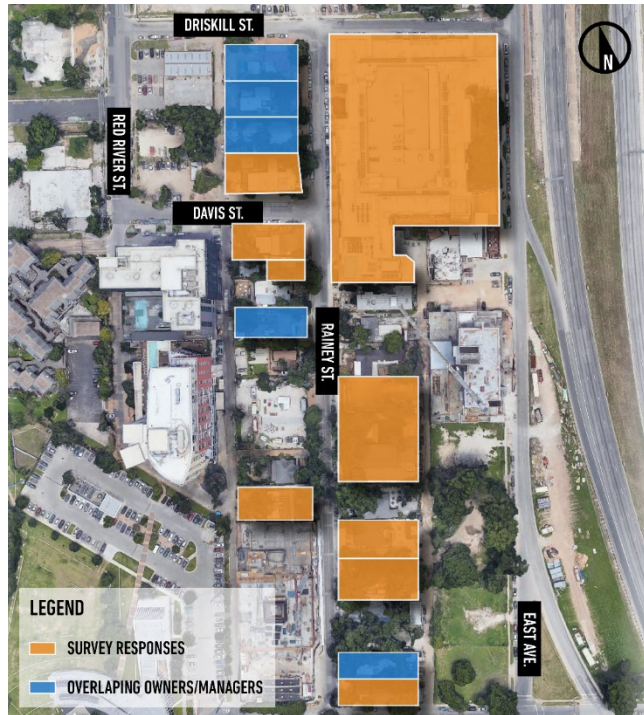 DRISKILL ST.
N
RED RIVER ST.
DAVIS ST.
RAINEY ST.
EAST AVE.
LEGEND
SURVEY RESPONSES
OVERLAPING OWNERS/MANAGERS